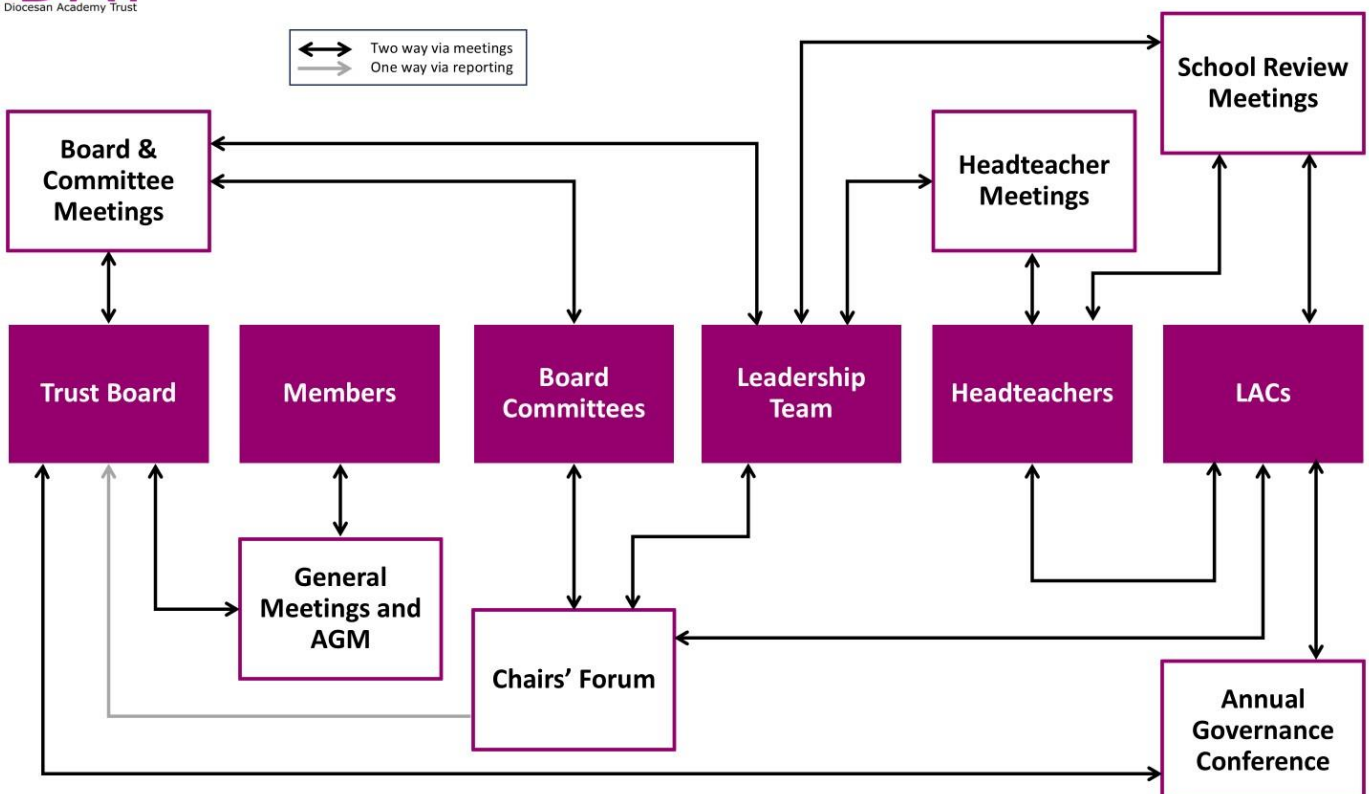 Diocesan Academy Trust
Two way via meetings
One way via reporting
School Review
Meetings
Board &
Committee
Meetings
Headteacher
Meetings
Trust Board
Members
Board
Committees
Leadership
Team
Headteachers
LACs
General
Meetings and
AGM
Chairs’ Forum
Annual
Governance
Conference